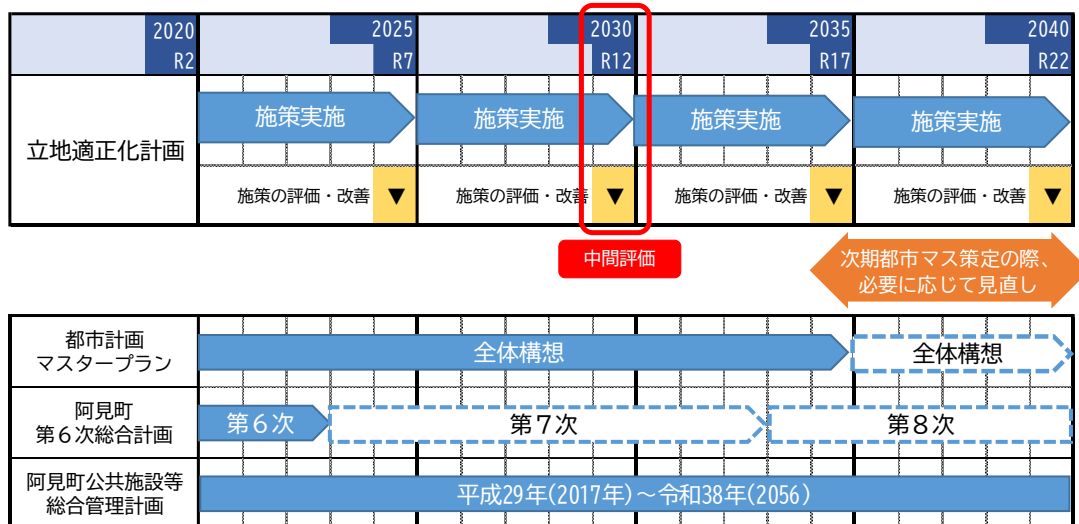 2020 2025 2030 2035 2040
R2 R7 R12 R17 R22
立地適正化計画
施策実施 施策実施 施策実施 施策実施
施策の評価・改善 ▼ 施策の評価・改善 ▼ 施策の評価・改善 ▼ 施策の評価・改善 ▼
中間評価
次期都市マス策定の際、
必要に応じて見直し
都市計画
マスタープラン
全体構想 全体構想
阿見町
第6次総合計画
第6次 第7次 第8次
阿見町公共施設等
総合管理計画
平成29年(2017年)～令和38年(2056)